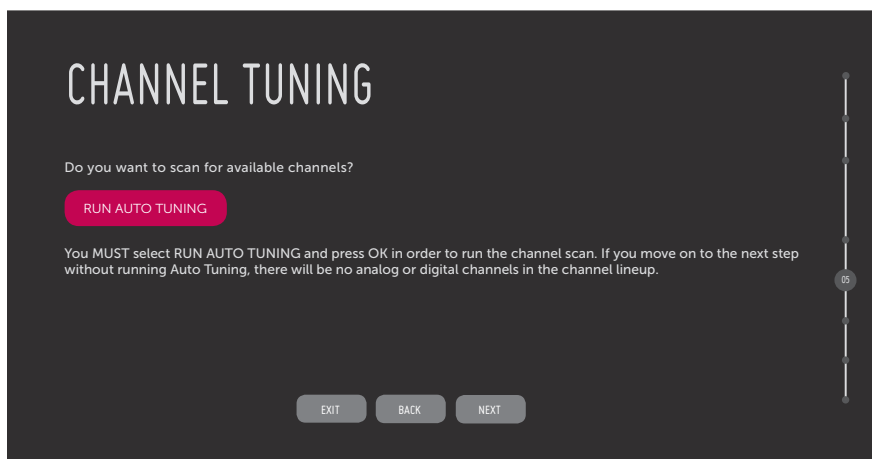 CHANNEL TUNING
Do you want to scan for available channels?
RUN AUTO TUNING
You MUST select RUN AUTO TUNING and press OK in order to run the channel scan. If you move on to the next step
without running Auto Tuning, there will be no analog or digital channels in the channel lineup.
05
EXIT BACK NEXT